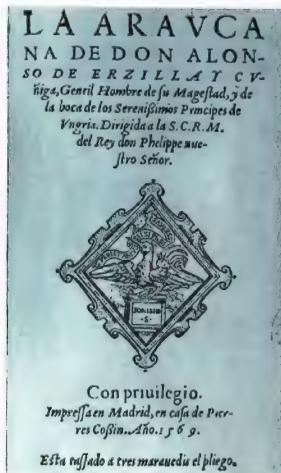 LA ARAVCA
NA DE DON ALON-
SO DE ERZILLA Y CV-
ñiga, Gentil Hombre de su Magestad, y de
la boca de los Serenißimos Principes de
Vngria. Dirigida a la S.C.R.M.
del Rey don Phelippe nue-
stro Señor.
Con priuilegio.
Impressa en Madrid, en casa de Pier-
res Coßin. Año. 1569.
Esta tassado a tres marauedis el pliego.